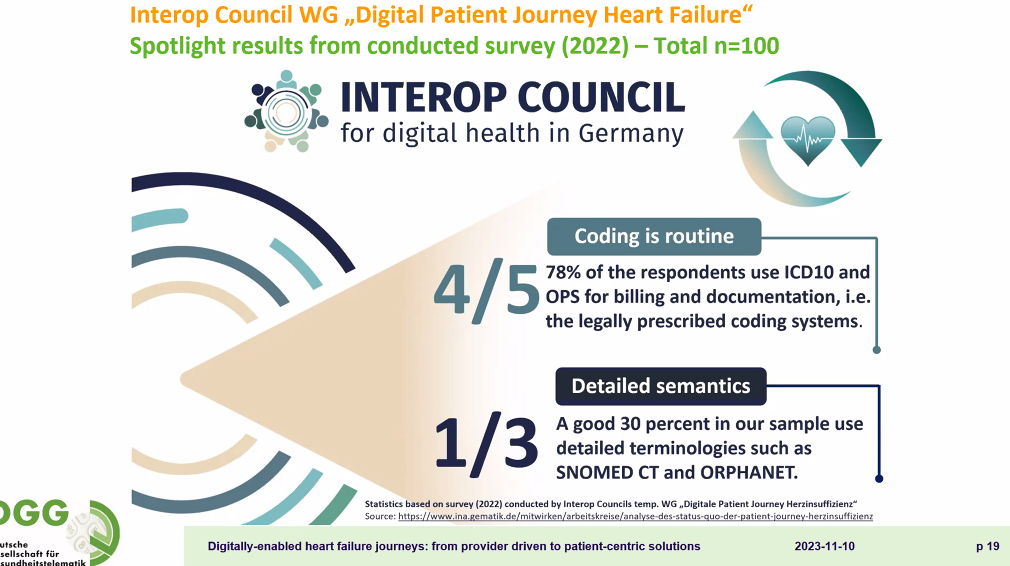 Interop Council WG „Digital Patient Journey Heart Failure“
Spotlight results from conducted survey (2022) – Total n=100
INTEROP COUNCIL
for digital health in Germany
Coding is routine
4/5
78% of the respondents use ICD10 and
OPS for billing and documentation, i.e.
the legally prescribed coding systems.
Detailed semantics
1/3
A good 30 percent in our sample use
detailed terminologies such as
SNOMED CT and ORPHANET.
Statistics based on survey (2022) conducted by Interop Councils temp. WG „Digitale Patient Journey Herzinsuffizienz“
Source: https://www.ina.gematik.de/mitwirken/arbeitskreise/analyse-des-status-quo-der-patient-journey-herzinsuffizienz
DGG
utsche
sellschaft für
sundheitstelematik
Digitally-enabled heart failure journeys: from provider driven to patient-centric solutions 2023-11-10 p 19